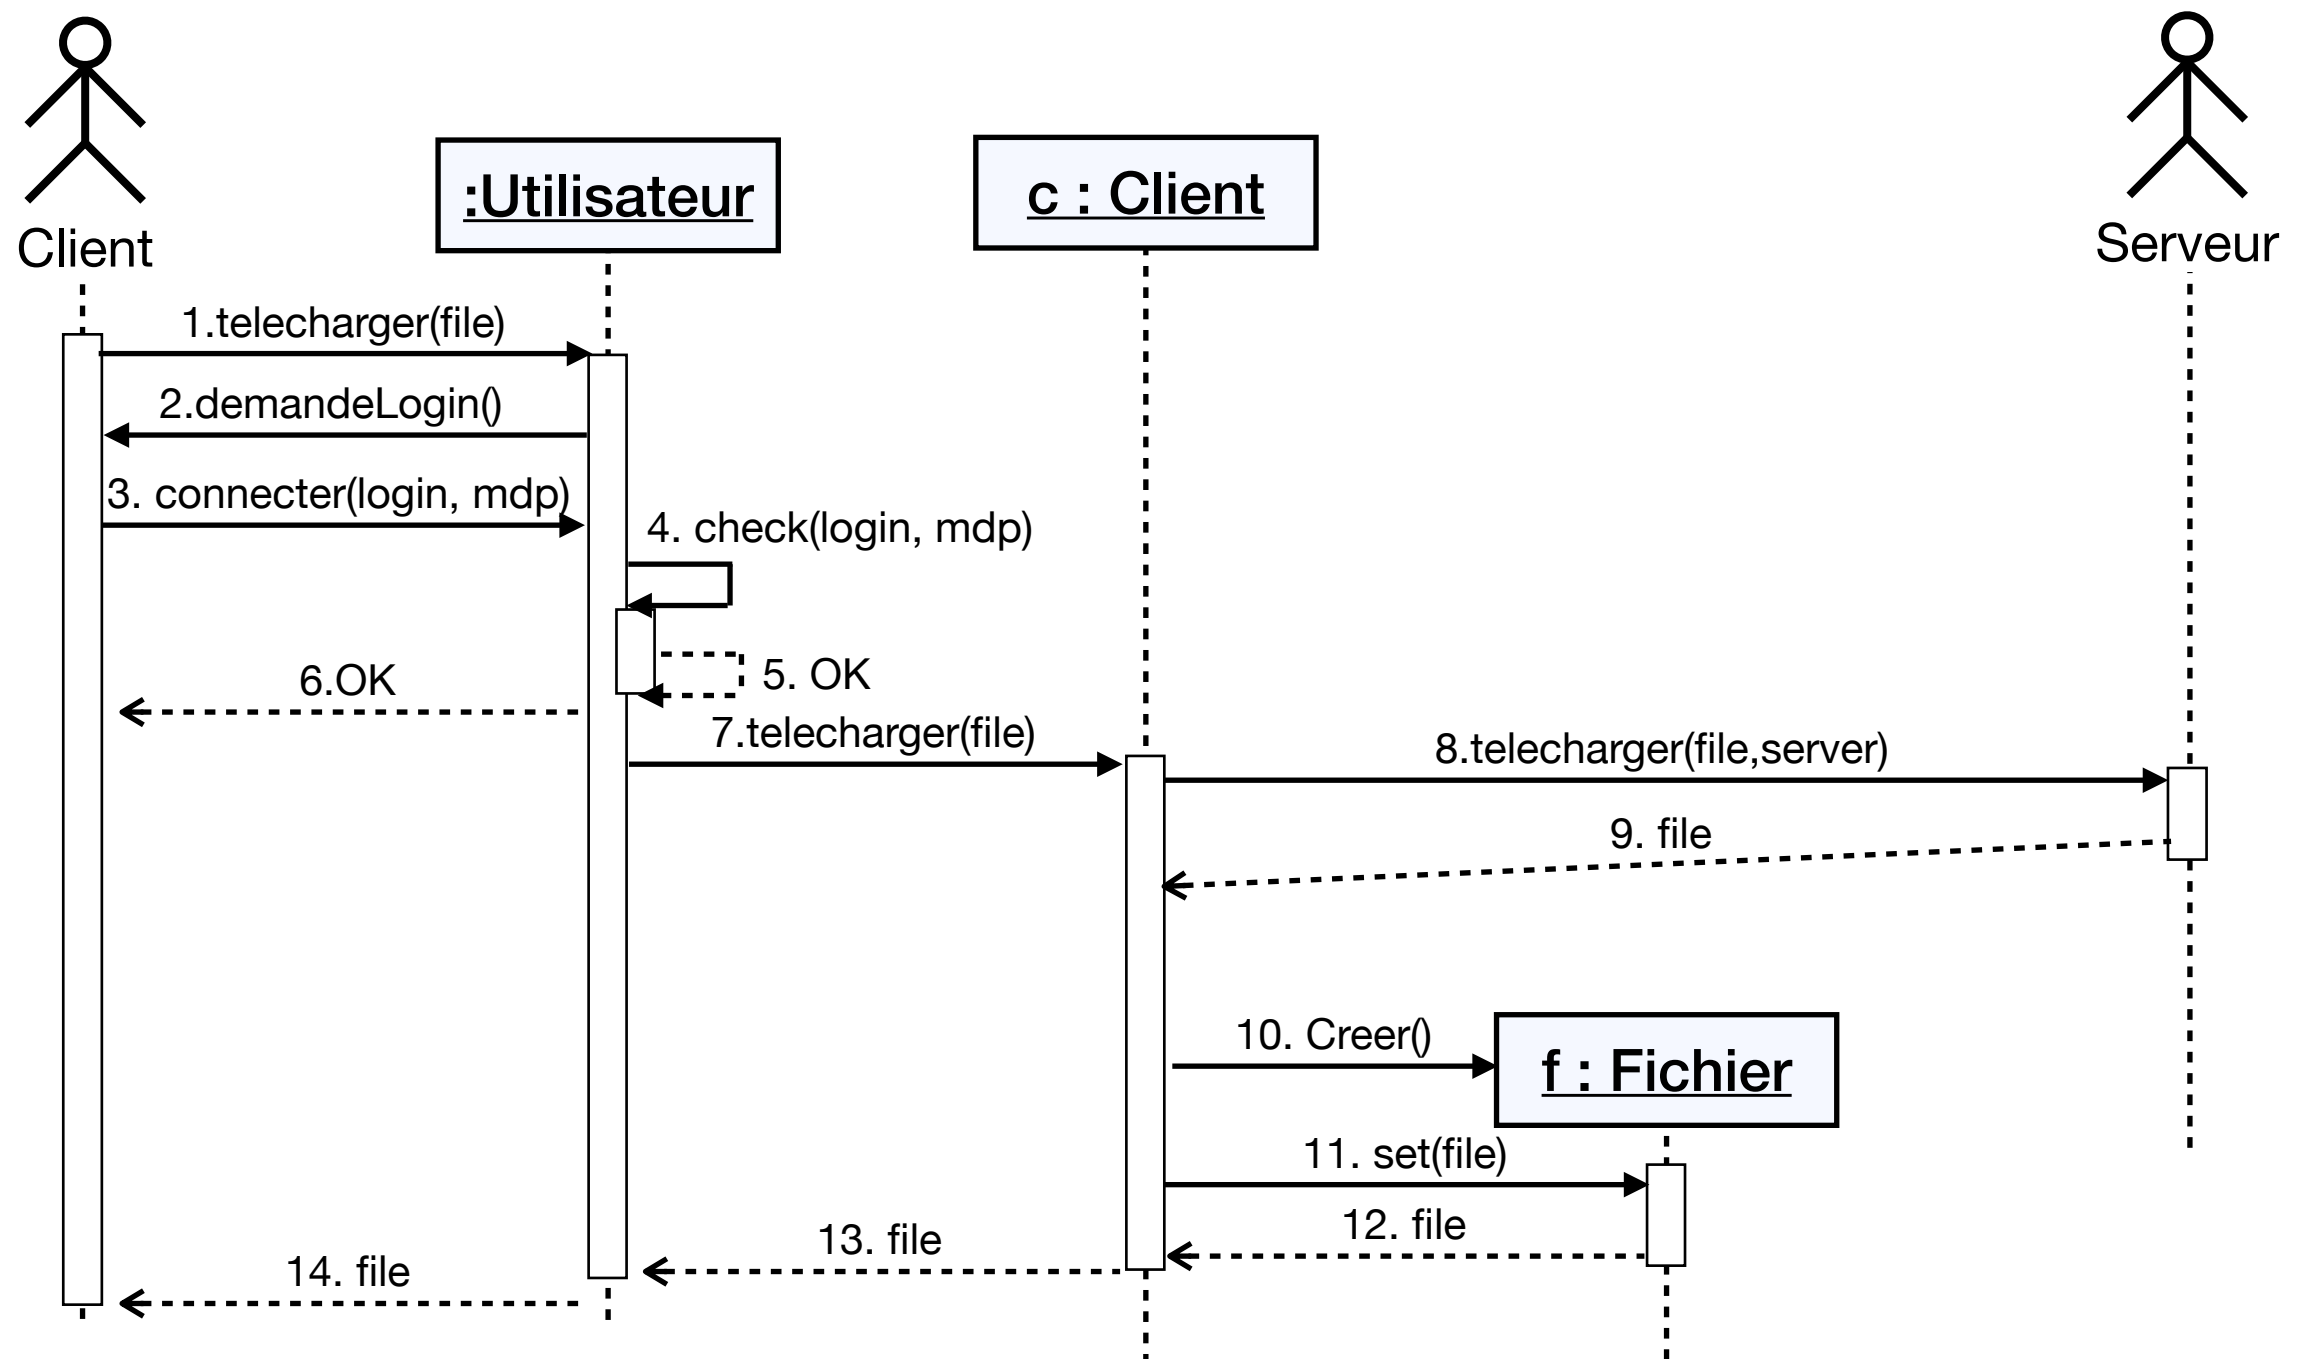 Client
:Utilisateur
c : Client
Serveur
1.telecharger(file)
2.demandeLogin()
3. connecter(login, mdp)
4. check(login, mdp)
5. OK
6.OK
7.telecharger(file)
8.telecharger(file,server)
9. file
10. Creer()
f : Fichier
11. set(file)
12. file
13. file
14. file